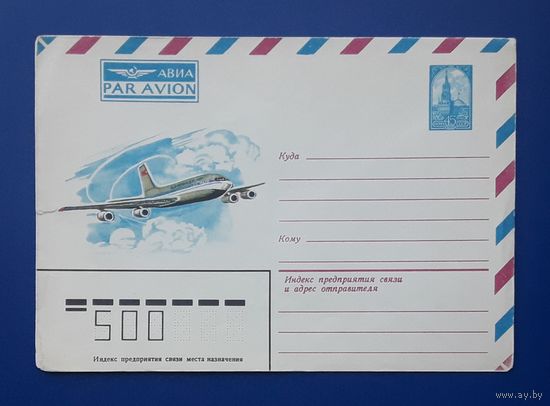 АВИА
PAR AVION
45
Куда
Кому
Индекс предприятия связи
и адрес отправителя
500
Индекс предприятия связи места назначения
www.ay.by